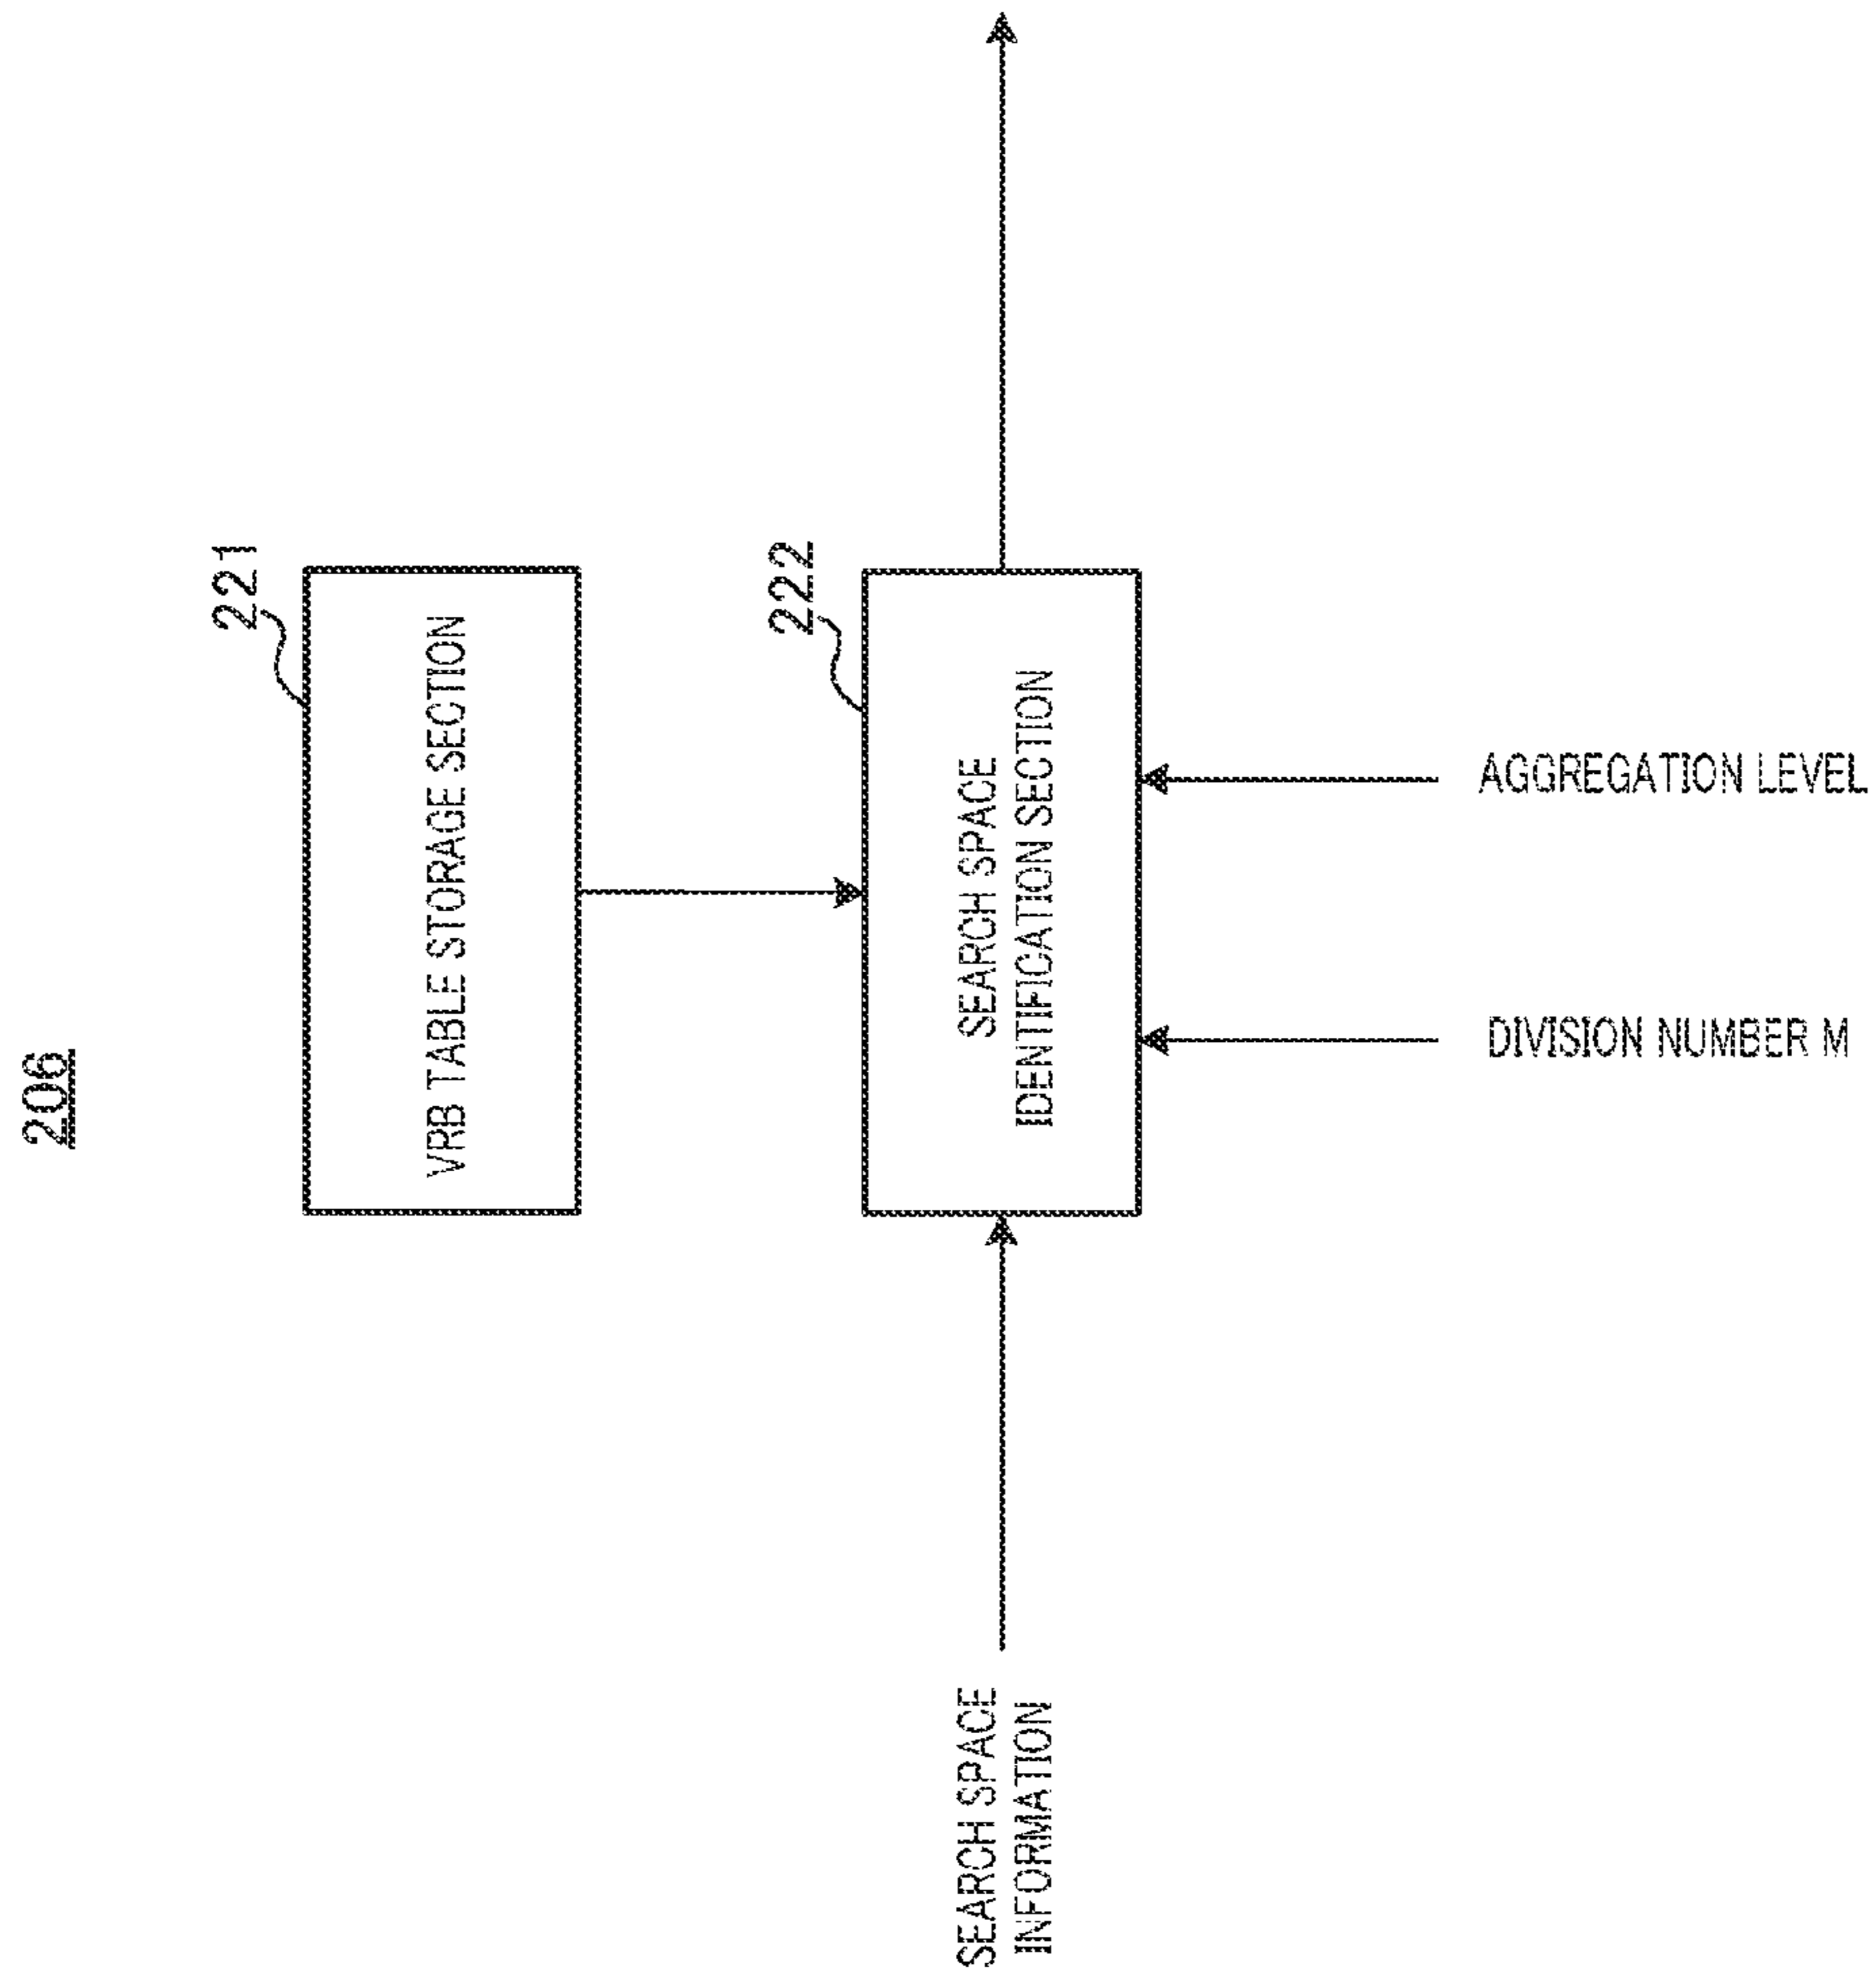 206
221
VRB TABLE STORAGE SECTION
222
SEARCH SPACE
IDENTIFICATION SECTION
SEARCH SPACE
INFORMATION
DIVISION NUMBER M
AGGREGATION LEVEL